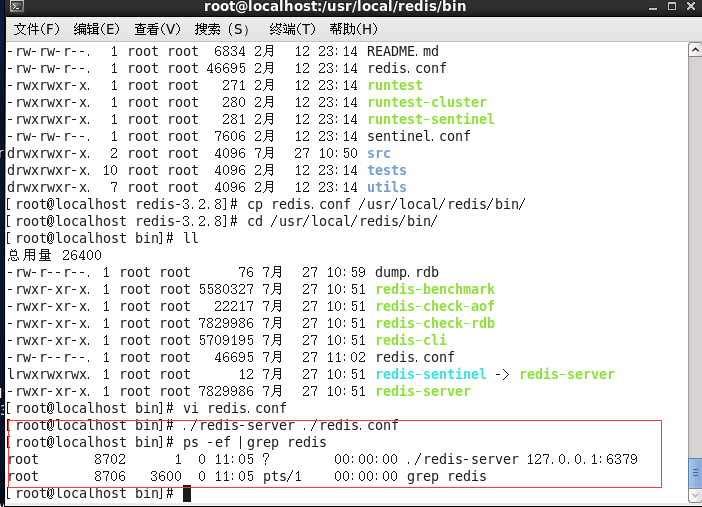 root@localhost:/usr/local/redis/bin
文件(F) 编辑(E) 查看(V) 搜索 (S) 终端(T) 帮助(H)
-rw-rw-r--. 1 root root 6834 2月 12 23:14 README.md
-rw-rw-r--. 1 root root 46695 2月 12 23:14 redis.conf
-rwxrwxr-x. 1 root root 271 2月 12 23:14 runtest
-rwxrwxr-x. 1 root root 280 2月 12 23:14 runtest-cluster
-rwxrwxr-x. 1 root root 281 2月 12 23:14 runtest-sentinel
-rw-rw-r--. 1 root root 7606 2月 12 23:14 sentinel.conf
drwxrwxr-x. 2 root root 4096 7月 27 10:50 src
drwxrwxr-x. 10 root root 4096 2月 12 23:14 tests
drwxrwxr-x. 7 root root 4096 2月 12 23:14 utils
[root@localhost redis-3.2.8]# cp redis.conf /usr/local/redis/bin/
[root@localhost redis-3.2.8]# cd /usr/local/redis/bin/
[root@localhost bin]# ll
总用量 26400
-rw-r--r--. 1 root root 76 7月 27 10:59 dump.rdb
-rwxr-xr-x. 1 root root 5580327 7月 27 10:51 redis-benchmark
-rwxr-xr-x. 1 root root 22217 7月 27 10:51 redis-check-aof
-rwxr-xr-x. 1 root root 7829986 7月 27 10:51 redis-check-rdb
-rwxr-xr-x. 1 root root 5709195 7月 27 10:51 redis-cli
-rw-r--r--. 1 root root 46695 7月 27 11:02 redis.conf
lrwxrwxrwx. 1 root root 12 7月 27 10:51 redis-sentinel -> redis-server
-rwxr-xr-x. 1 root root 7829986 7月 27 10:51 redis-server
[root@localhost bin]# vi redis.conf
[root@localhost bin]# ./redis-server ./redis.conf
[root@localhost bin]# ps -ef |grep redis
root 8702 1 0 11:05 ? 00:00:00 ./redis-server 127.0.0.1:6379
root 8706 3600 0 11:05 pts/1 00:00:00 grep redis
[root@localhost bin]#